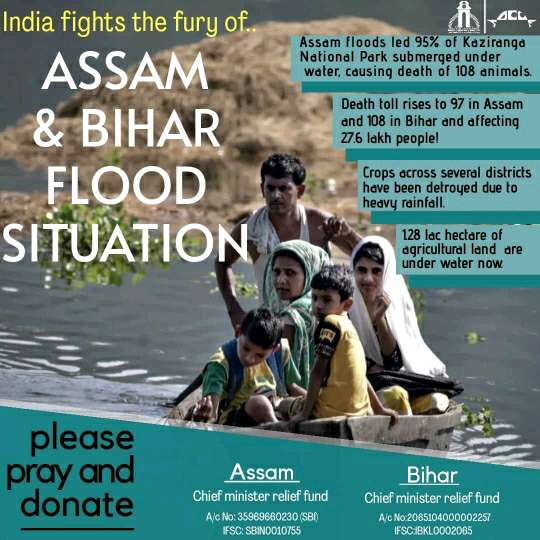 India fights the fury of..
ASSAM
& BIHAR
FLOOD
SITUATION
ACL
Assam floods led 95% of Kaziranga
National Park submerged under
water, causing death of 108 animals.
Death toll rises to 97 in Assam
and 108 in Bihar and affecting
27.6 lakh people!
Crops across several districts
have been detroyed due to
heavy rainfall.
1.28 lac hectare of
agricultural land are
under water now.
please
pray and
donate
Assam
Chief minister relief fund
A/c No: 35969660230 (SBI)
IFSC: SBIN0010755
Bihar
Chief minister relief fund
A/c No:2065104000002257
IFSC:IBKL0002065